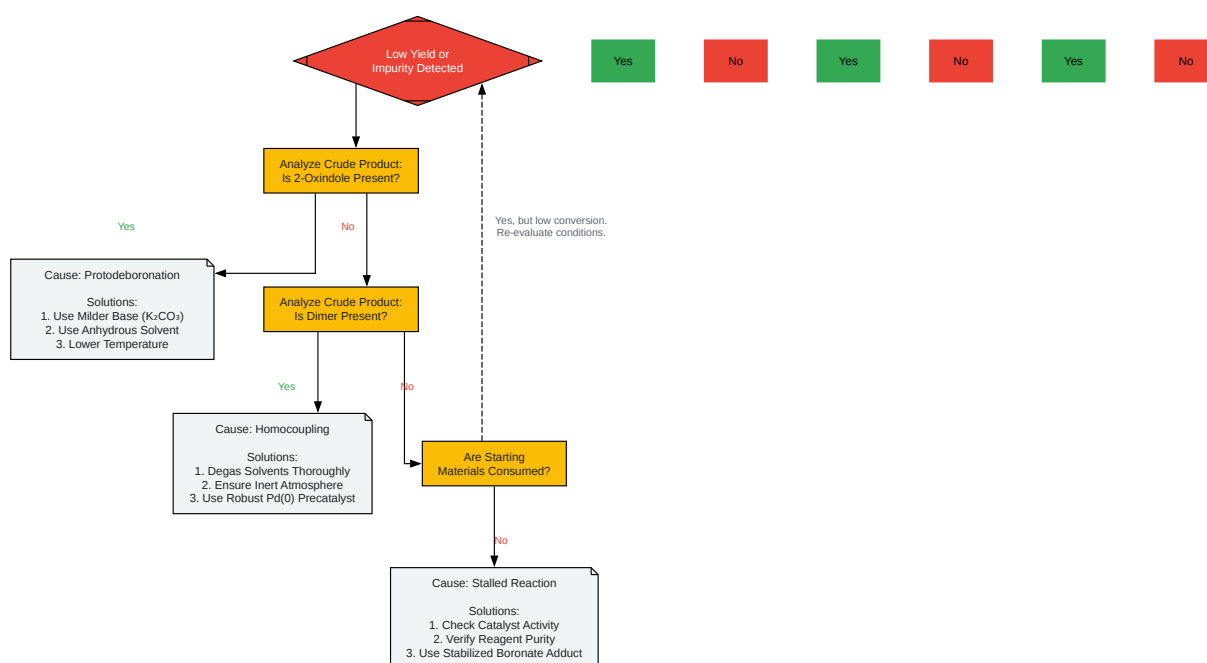 Low Yield or
Impurity Detected
Yes
No
Yes
No
Yes
No
Analyze Crude Product:
Is 2-Oxindole Present?
Yes
No
Yes, but low conversion.
Re-evaluate conditions.
Cause: Protodeboronation
Solutions:
1. Use Milder Base (K₂CO₃)
2. Use Anhydrous Solvent
3. Lower Temperature
Analyze Crude Product:
Is Dimer Present?
Yes
No
Cause: Homocoupling
Solutions:
1. Degas Solvents Thoroughly
2. Ensure Inert Atmosphere
3. Use Robust Pd(0) Precatalyst
Are Starting
Materials Consumed?
No
Cause: Stalled Reaction
Solutions:
1. Check Catalyst Activity
2. Verify Reagent Purity
3. Use Stabilized Boronate Adduct